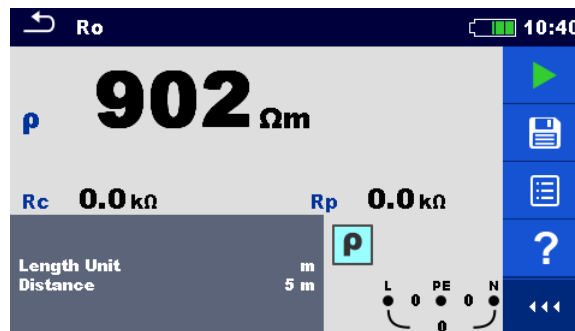 Ro 10:40
ρ 902 Ωm
Rc 0.0 kΩ Rp 0.0 kΩ
ρ
Length Unit m
Distance 5 m
L PE N
0 0
0
?